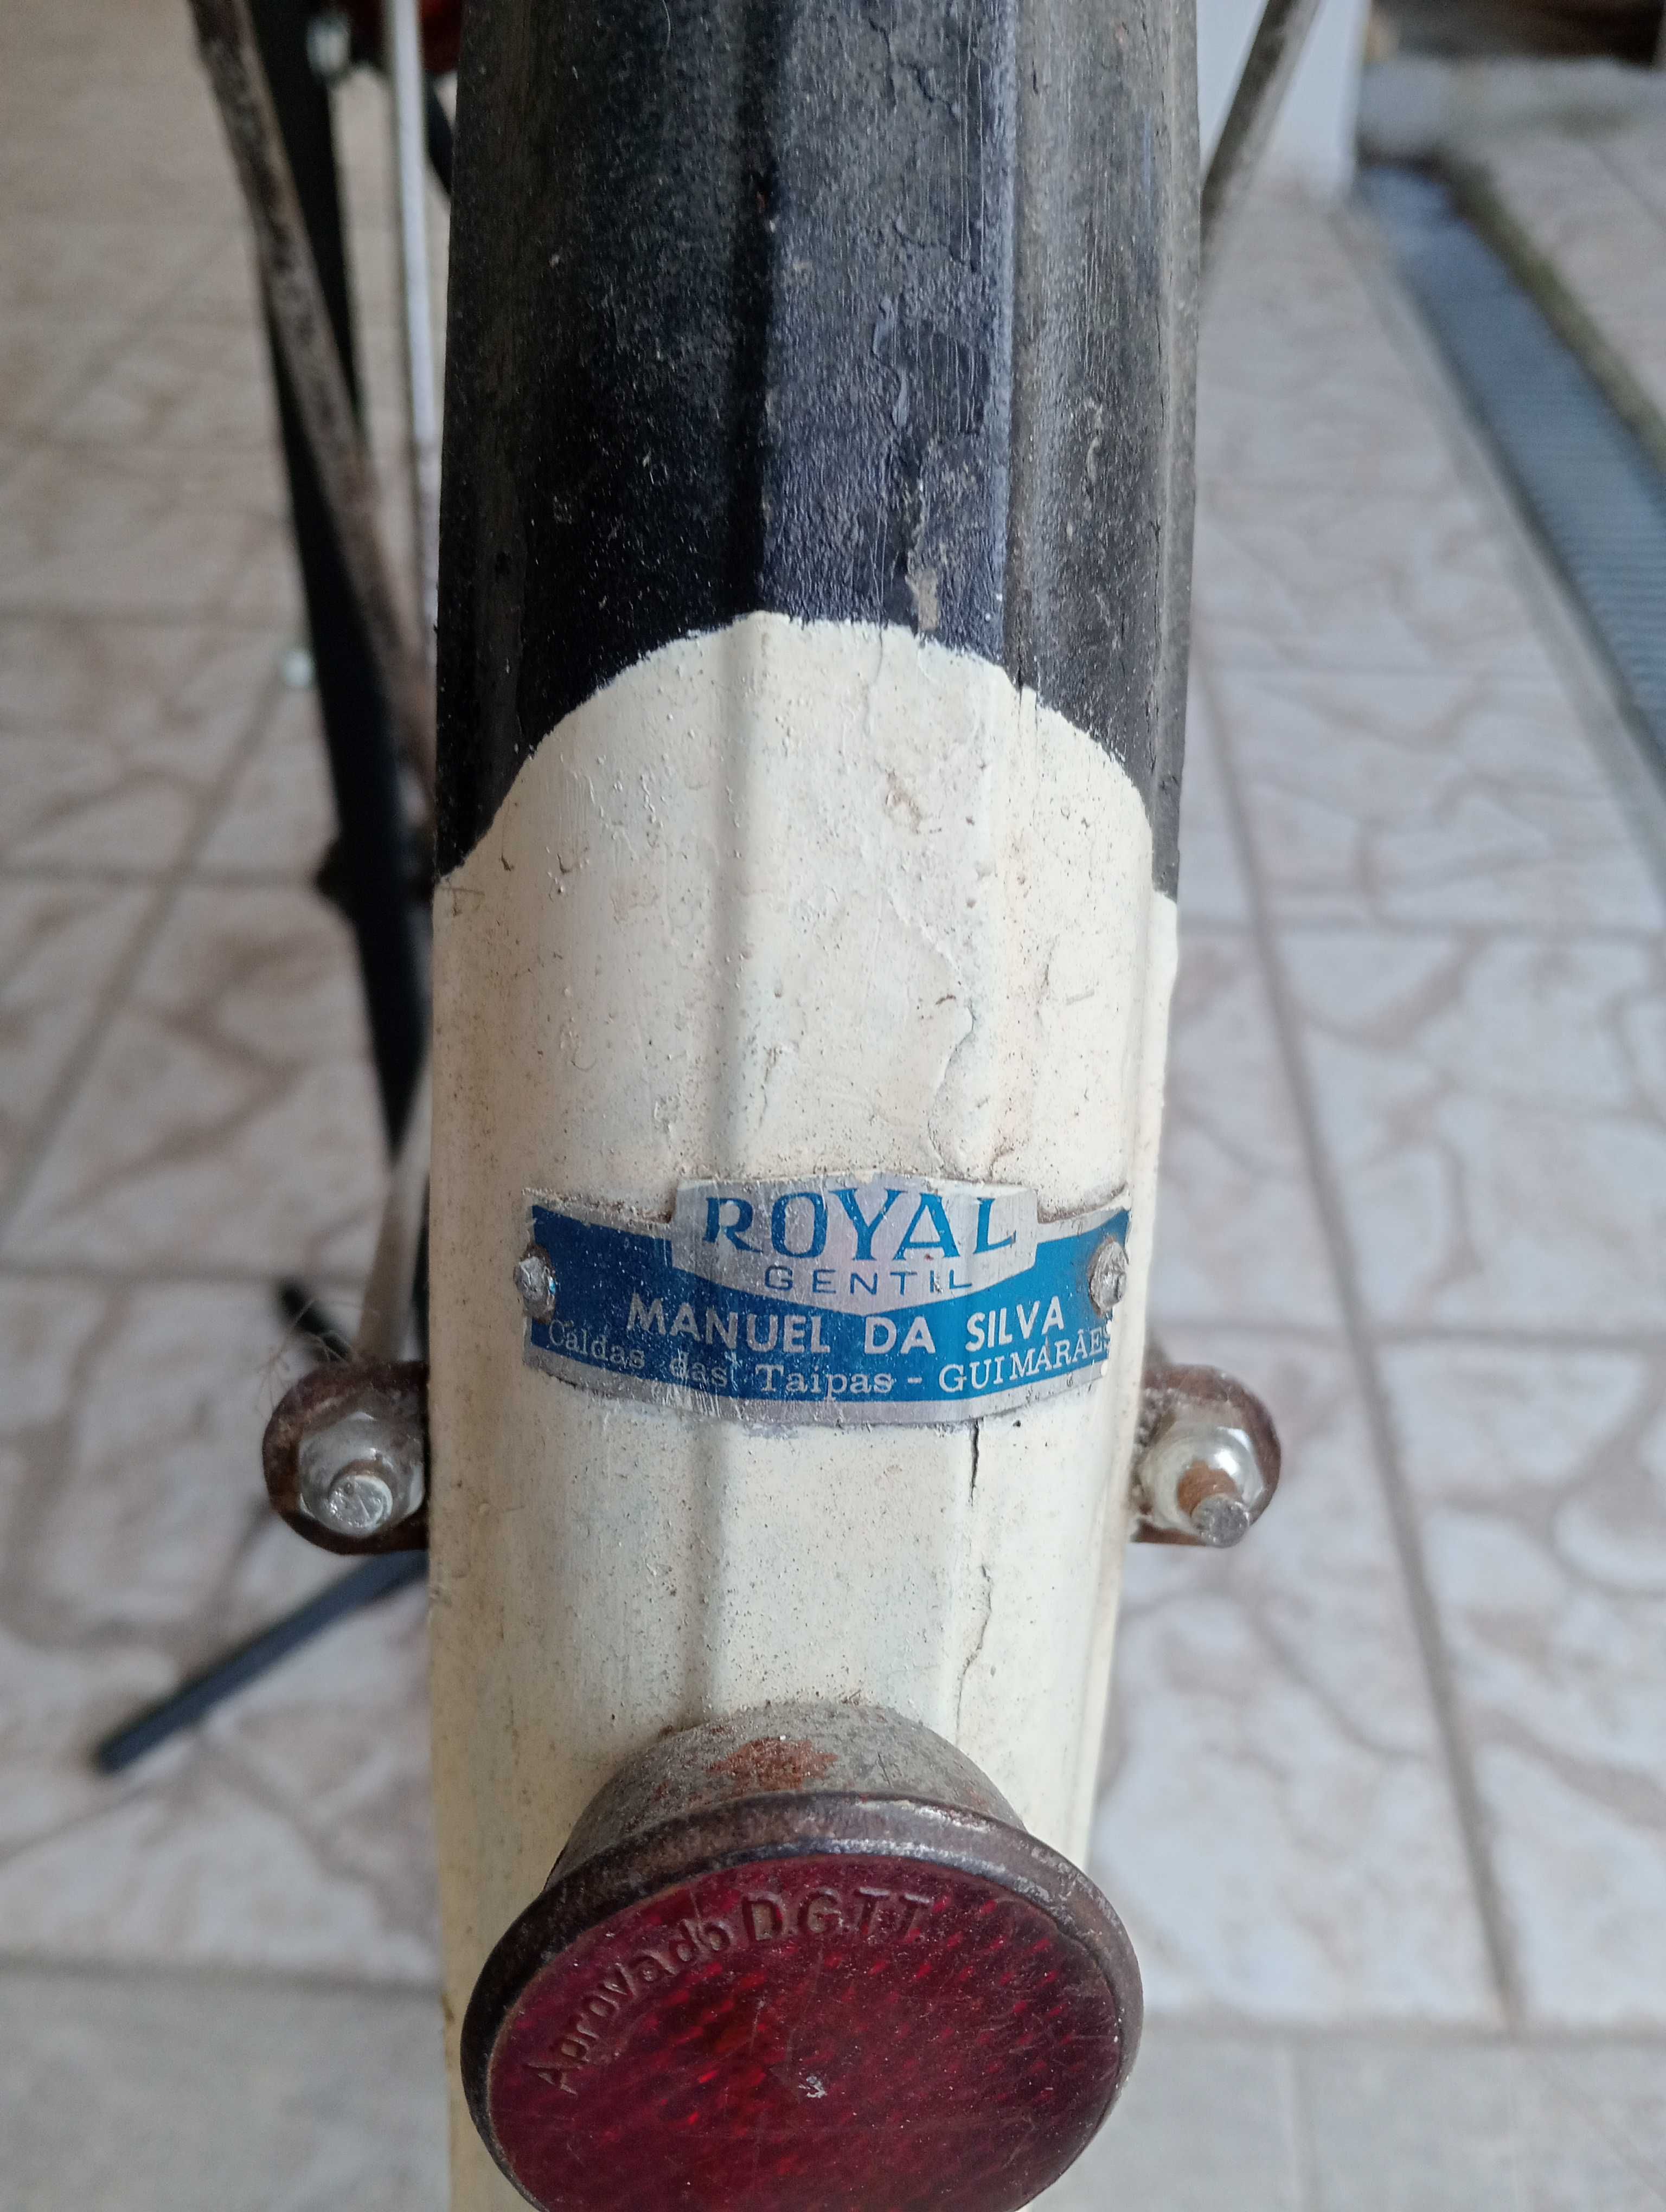 ROYAL
GENTIL
MANUEL DA SILVA
Caldas das Taipas - GUIMARÃES
Aprovado D.G.T.T.